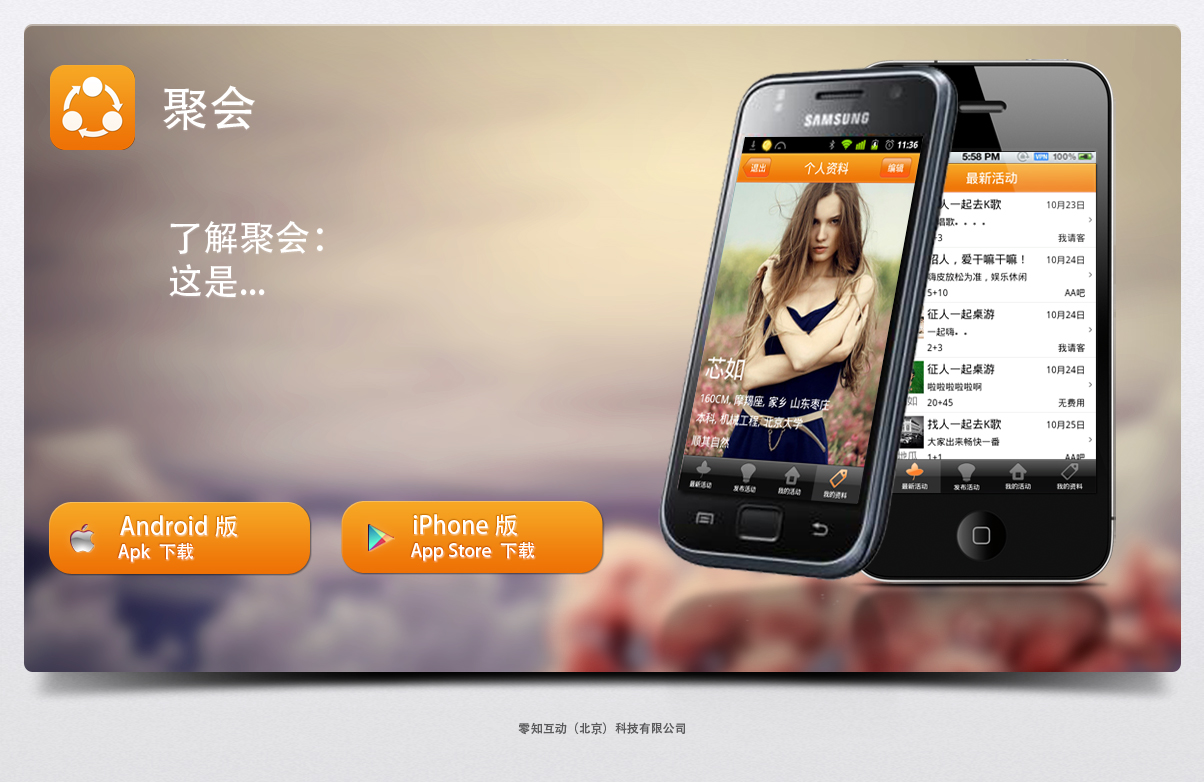 聚会
了解聚会：
这是...
Android 版
Apk 下载
iPhone 版
App Store 下载
SAMSUNG
11:36
退出
个人资料
编辑
芯如
160CM, 摩羯座, 家乡 山东枣庄
本科, 机械工程, 北京大学
顺其自然
最新活动
发布活动
我的活动
我的资料
5:58 PM
VPN
100%
最新活动
人一起去K歌
10月23日
唱歌. . . .
+3
我请客
招人，爱干嘛干嘛！
10月24日
嗨皮放松为准，娱乐休闲
5+10
AA吧
征人一起桌游
10月24日
一起嗨. .
2+3
我请客
征人一起桌游
10月24日
啦啦啦啦啦啊
如
20+45
无费用
找人一起去K歌
10月25日
大家出来畅快一番
地瓜
1+1
AA吧
最新活动
发布活动
我的活动
我的资料
零知互动（北京）科技有限公司